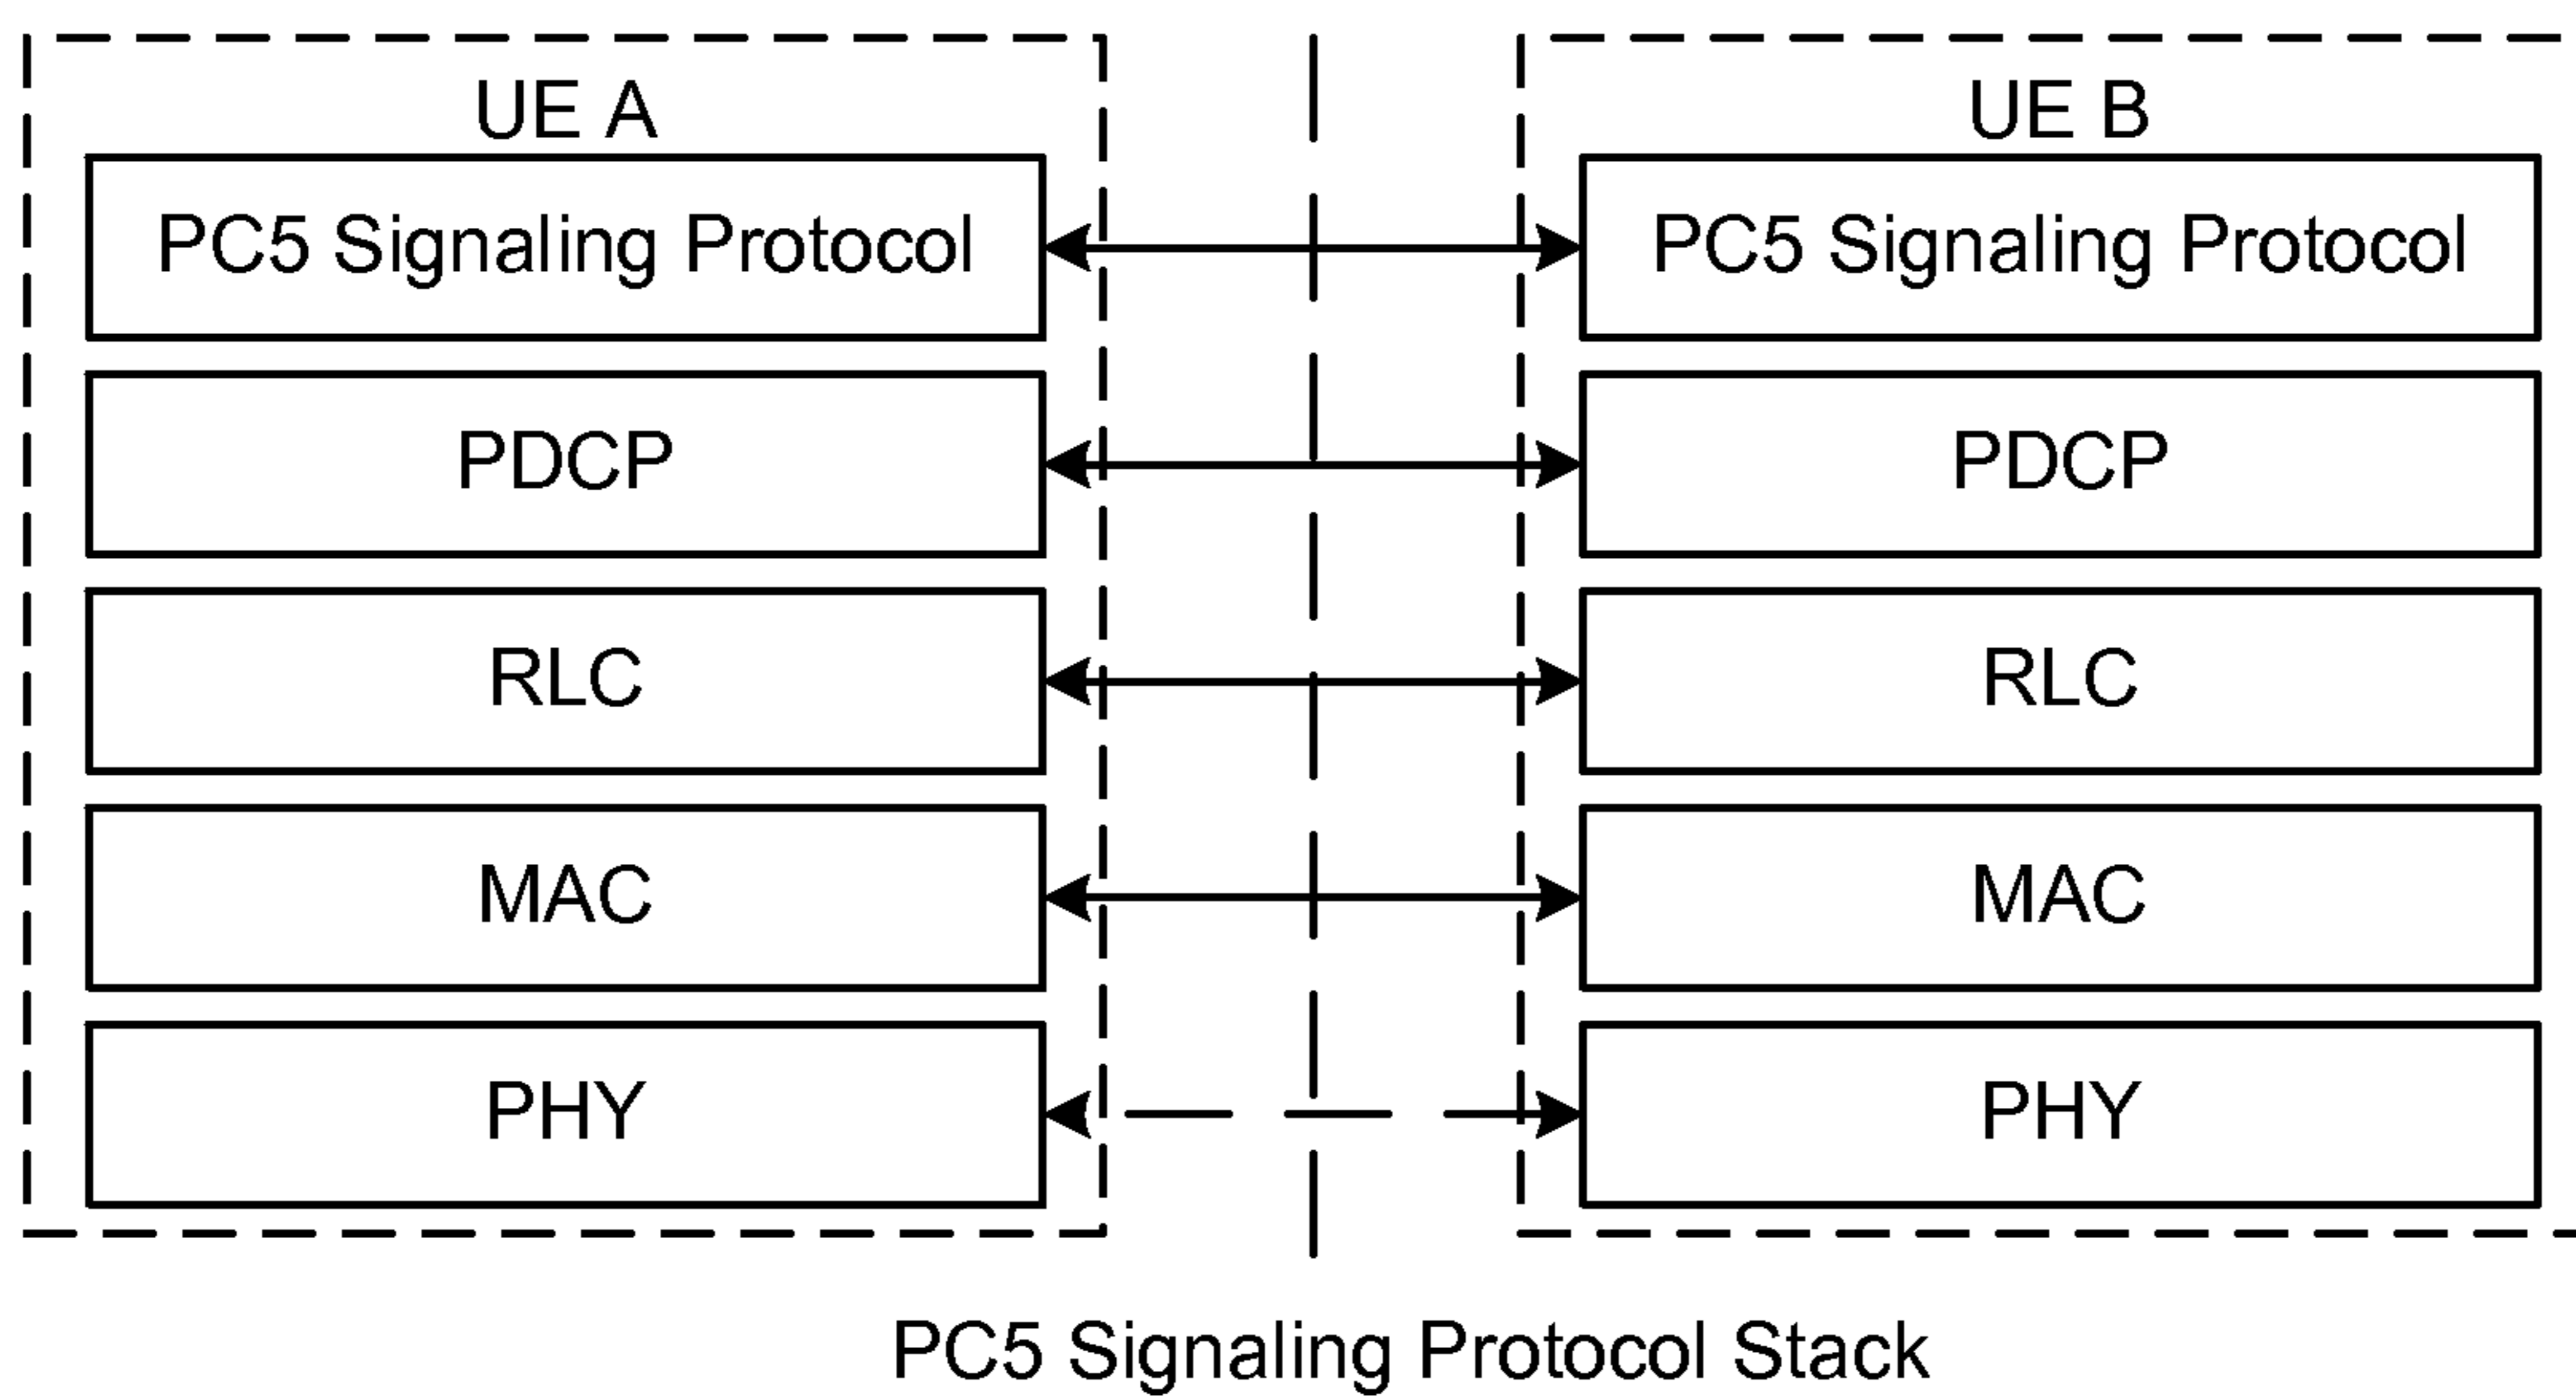 UE A
UE B
PC5 Signaling Protocol
PC5 Signaling Protocol
PDCP
PDCP
RLC
RLC
MAC
MAC
PHY
PHY
PC5 Signaling Protocol Stack